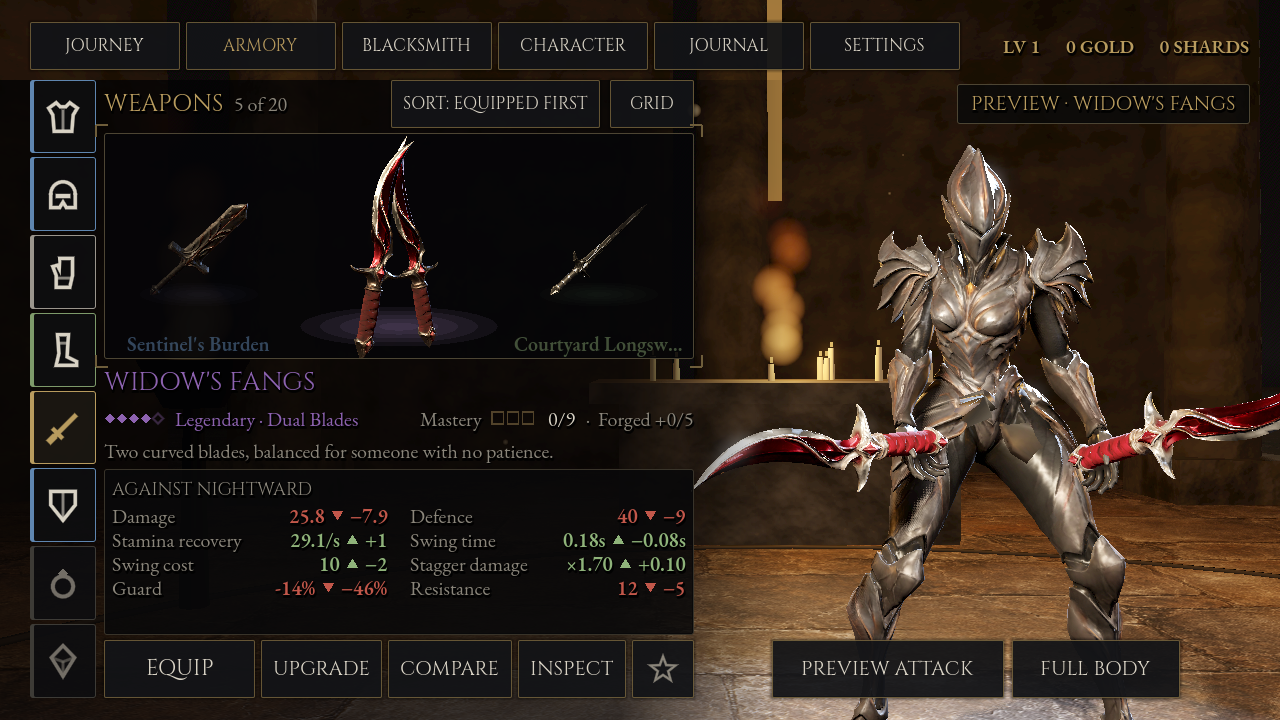 JOURNEY ARMORY BLACKSMITH CHARACTER JOURNAL SETTINGS LV 1 0 GOLD 0 SHARDS
WEAPONS 5 of 20 SORT: EQUIPPED FIRST GRID
PREVIEW · WIDOW'S FANGS
Sentinel's Burden Courtyard Longsw...
WIDOW'S FANGS
Legendary · Dual Blades Mastery 0/9 · Forged +0/5
Two curved blades, balanced for someone with no patience.
AGAINST NIGHTWARD
Damage 25.8 ▼ −7.9 Defence 40 ▼ −9
Stamina recovery 29.1/s ▲ +1 Swing time 0.18s ▲ −0.08s
Swing cost 10 ▲ −2 Stagger damage ×1.70 ▲ +0.10
Guard -14% ▼ −46% Resistance 12 ▼ −5
EQUIP UPGRADE COMPARE INSPECT PREVIEW ATTACK FULL BODY